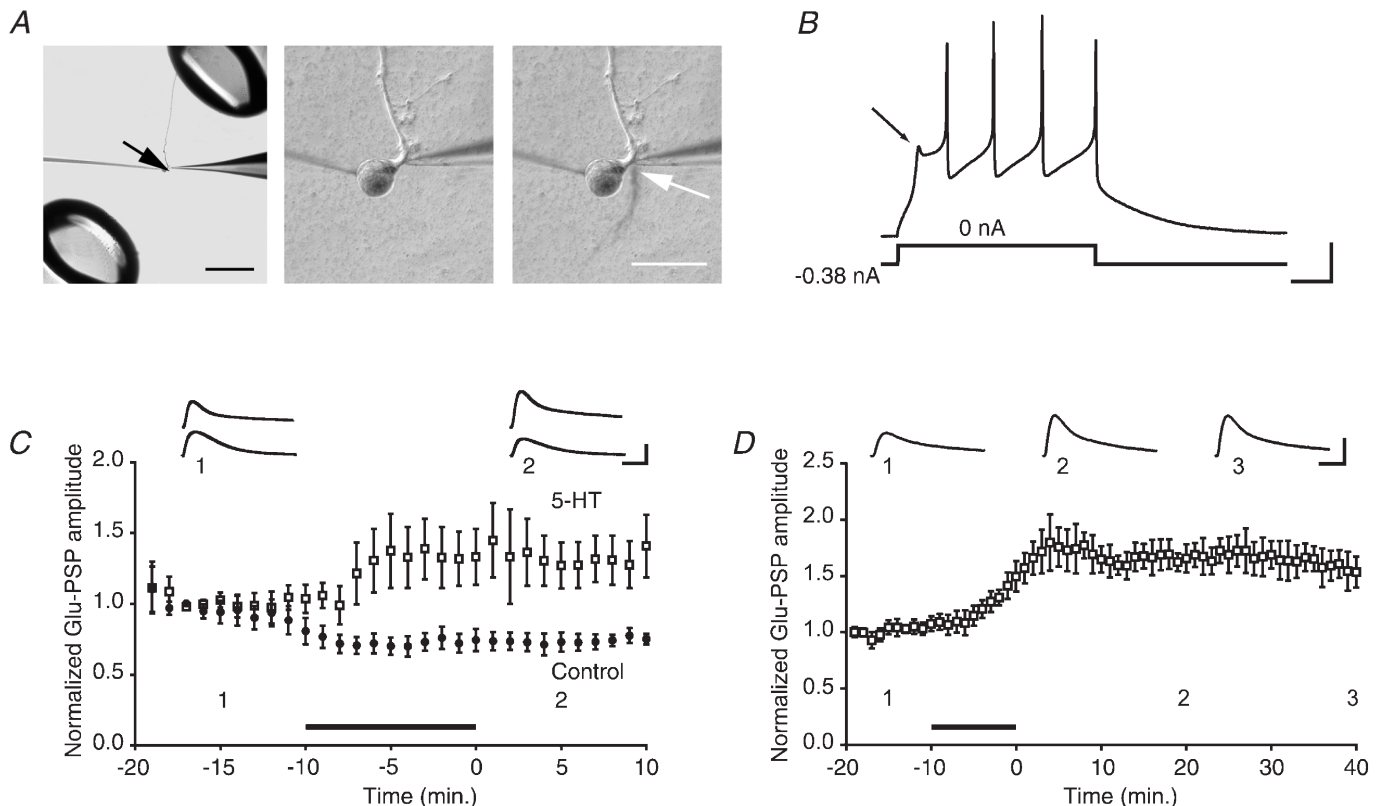 A
B
0 nA
-0.38 nA
C
Normalized Glu-PSP amplitude
2.0
1.5
1.0
0.5
0.0
1
2
5-HT
Control
1
2
-20
-15
-10
-5
0
5
10
Time (min.)
D
Normalized Glu-PSP amplitude
2.5
2.0
1.5
1.0
0.5
0.0
1
2
3
1
2
3
-20
-10
0
10
20
30
40
Time (min.)